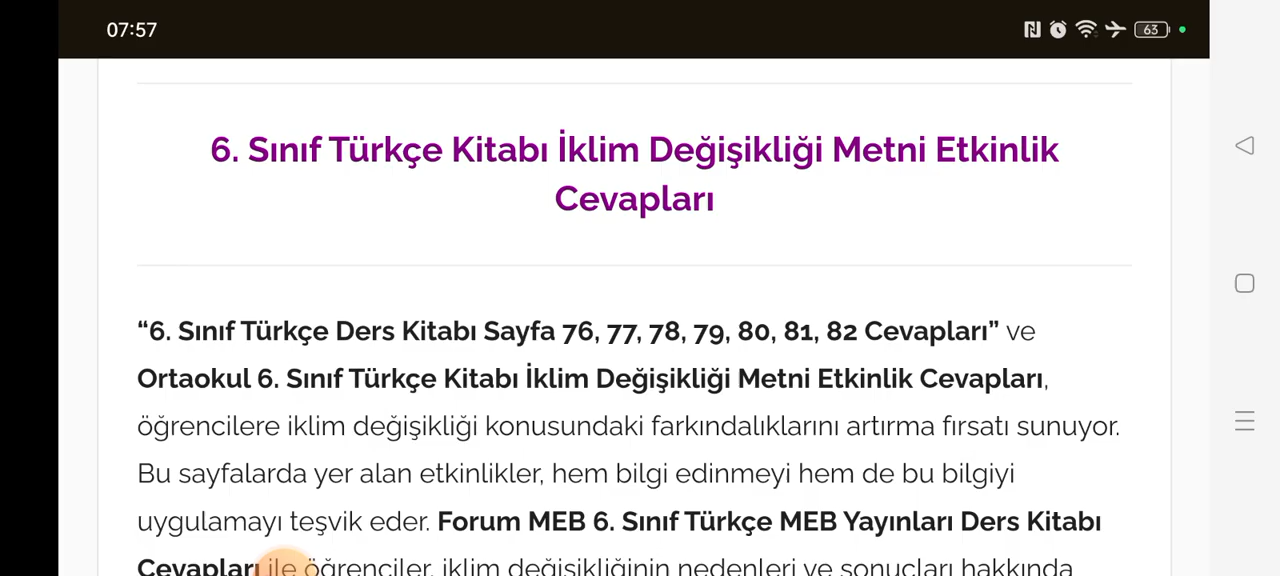 07:57
63
6. Sınıf Türkçe Kitabı İklim Değişikliği Metni Etkinlik
Cevapları
“6. Sınıf Türkçe Ders Kitabı Sayfa 76, 77, 78, 79, 80, 81, 82 Cevapları” ve
Ortaokul 6. Sınıf Türkçe Kitabı İklim Değişikliği Metni Etkinlik Cevapları,
öğrencilere iklim değişikliği konusundaki farkındalıklarını artırma fırsatı sunuyor.
Bu sayfalarda yer alan etkinlikler, hem bilgi edinmeyi hem de bu bilgiyi
uygulamayı teşvik eder. Forum MEB 6. Sınıf Türkçe MEB Yayınları Ders Kitabı
Cevapları ile öğrenciler, iklim değişikliğinin nedenleri ve sonuçları hakkında